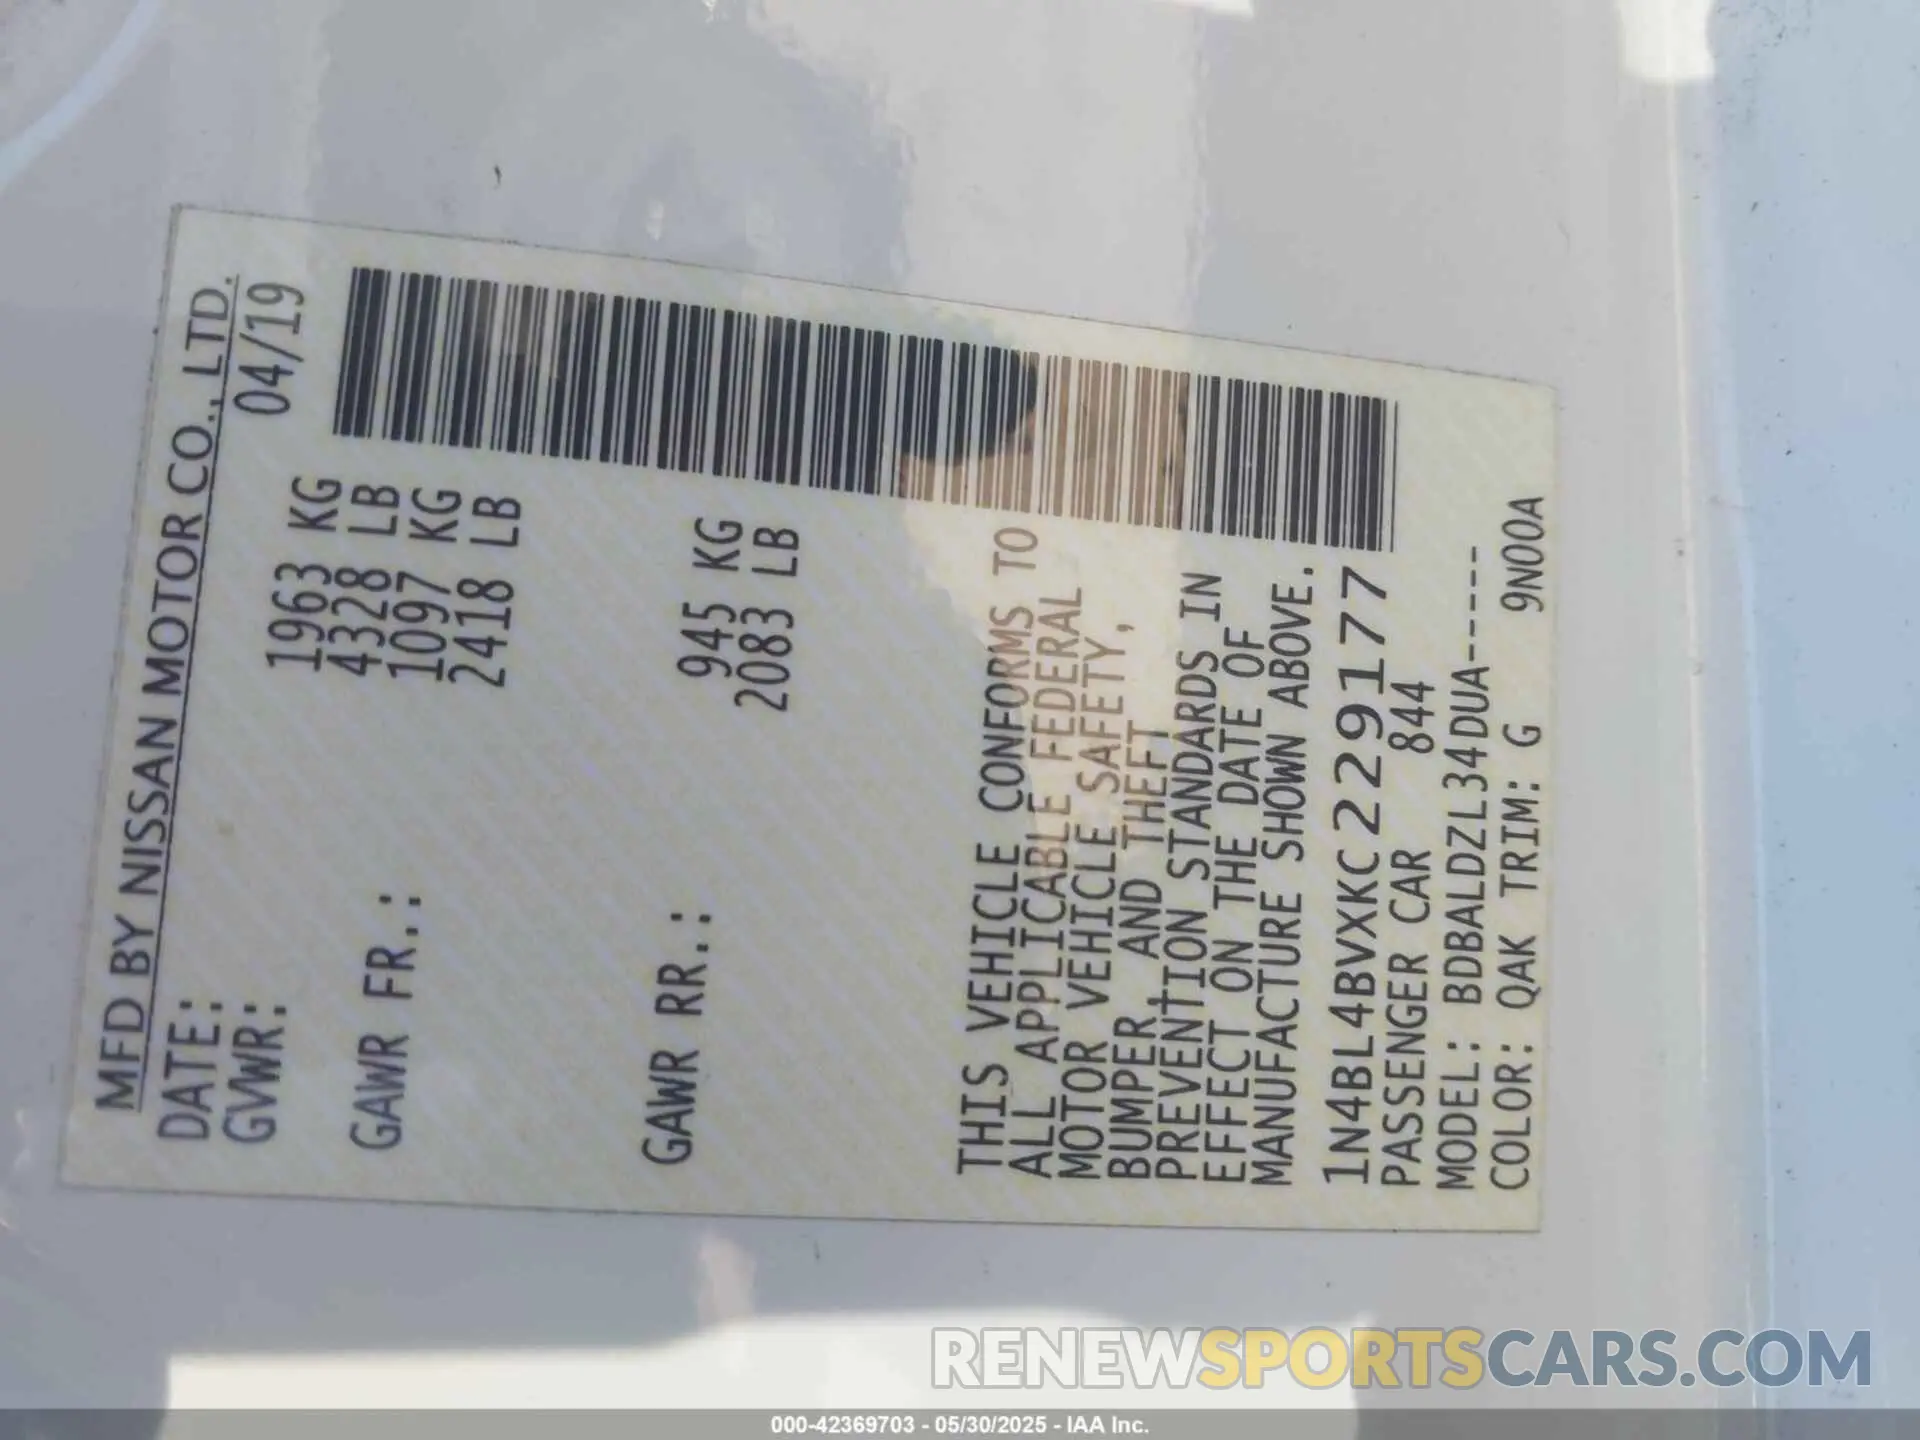 MFD BY NISSAN MOTOR CO., LTD.
DATE: 04/19
GVWR: 1963 KG
4328 LB
GAWR FR.: 1097 KG
2418 LB
GAWR RR.: 945 KG
2083 LB
THIS VEHICLE CONFORMS TO
ALL APPLICABLE FEDERAL
MOTOR VEHICLE SAFETY,
BUMPER, AND THEFT
PREVENTION STANDARDS IN
EFFECT ON THE DATE OF
MANUFACTURE SHOWN ABOVE.
1N4BL4BVXKC229177
PASSENGER CAR 844
MODEL: BDBALDZL34DUA-----
COLOR: QAK TRIM: G 9N00A
RENEWSPORTSCARS.COM
000-42369703 - 05/30/2025 - IAA Inc.